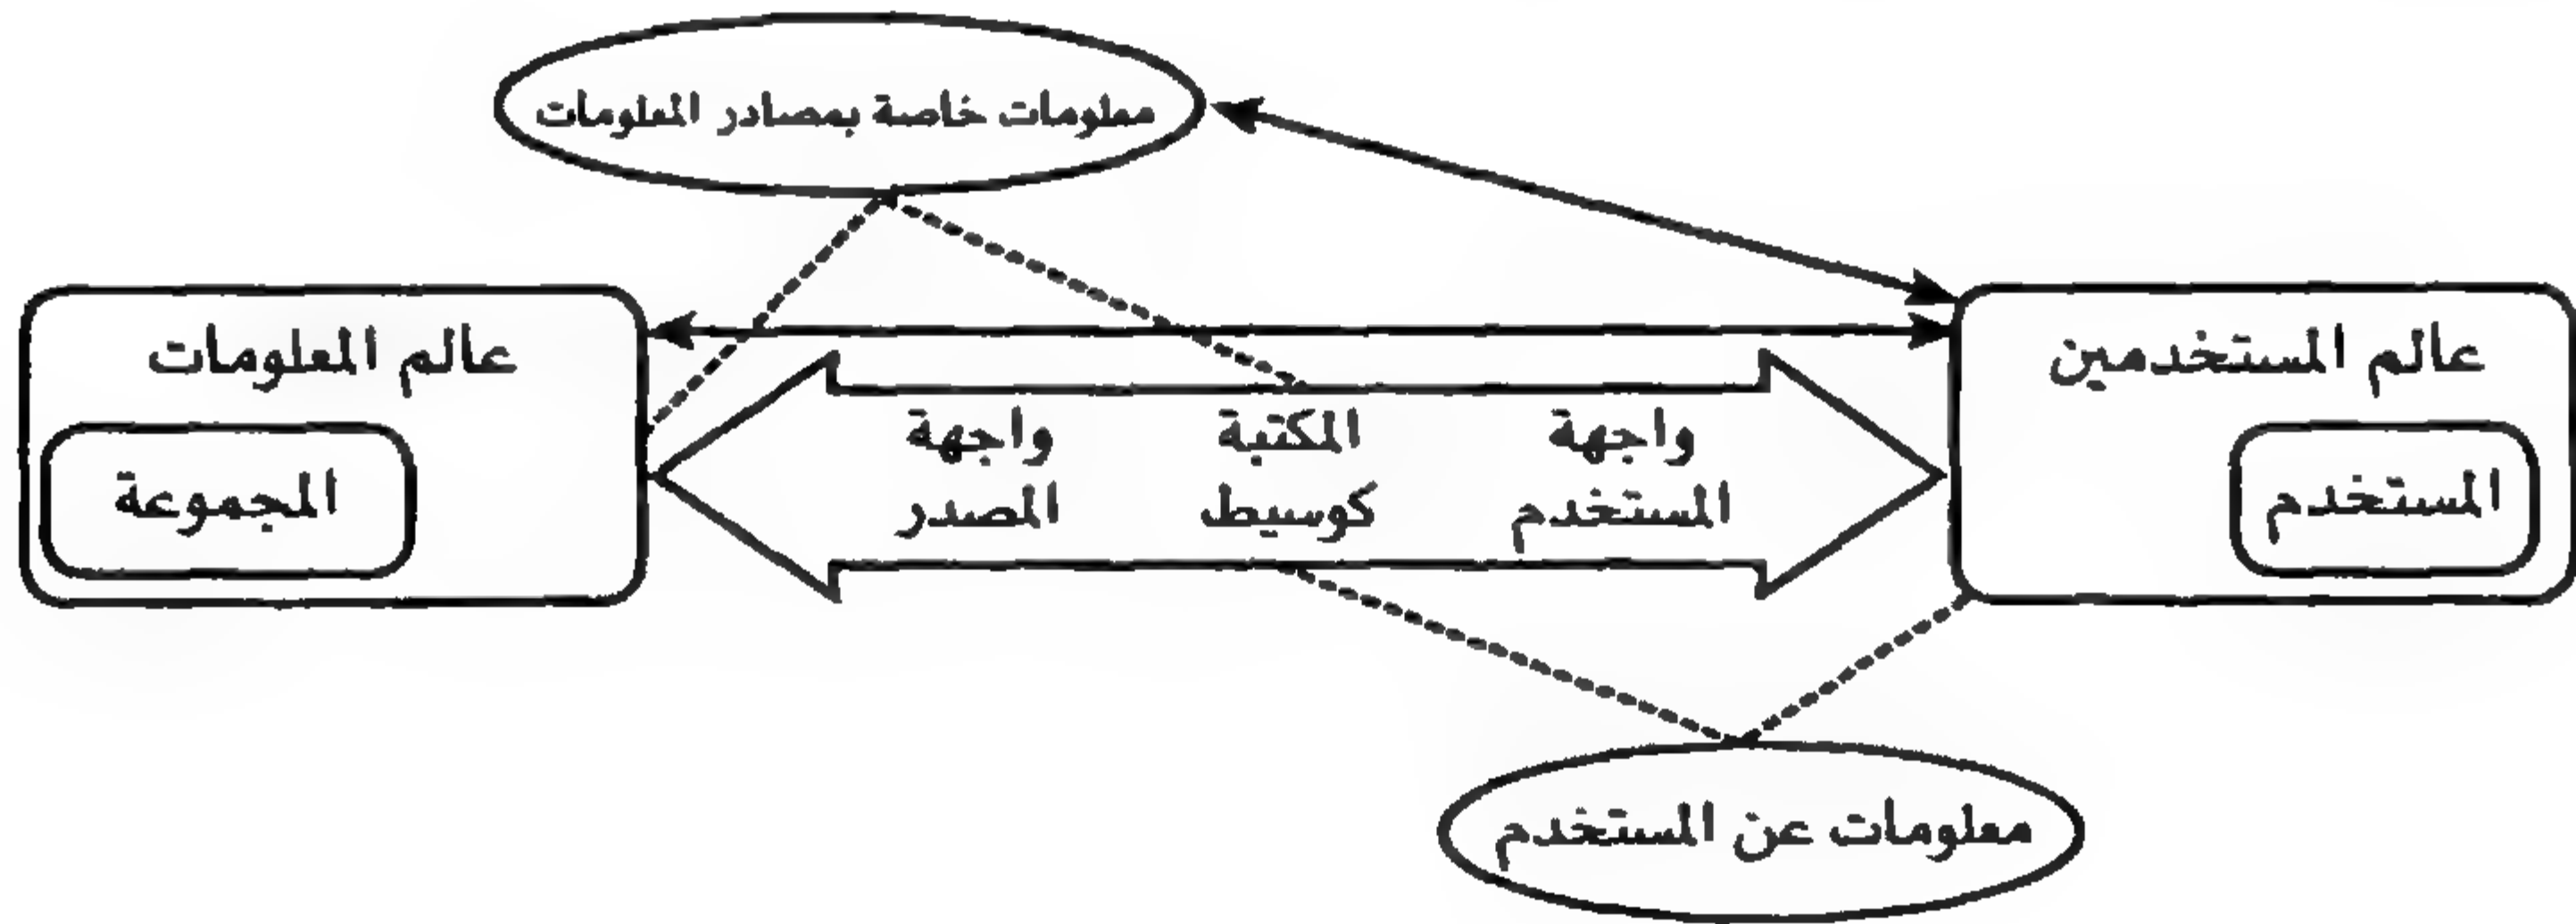 معلومات خاصة بمصادر المعلومات
عالم المستخدمين
عالم المعلومات
واجهة
المستخدم
المكتبة
كوسيط
واجهة
المصدر
المستخدم
المجموعة
معلومات عن المستخدم